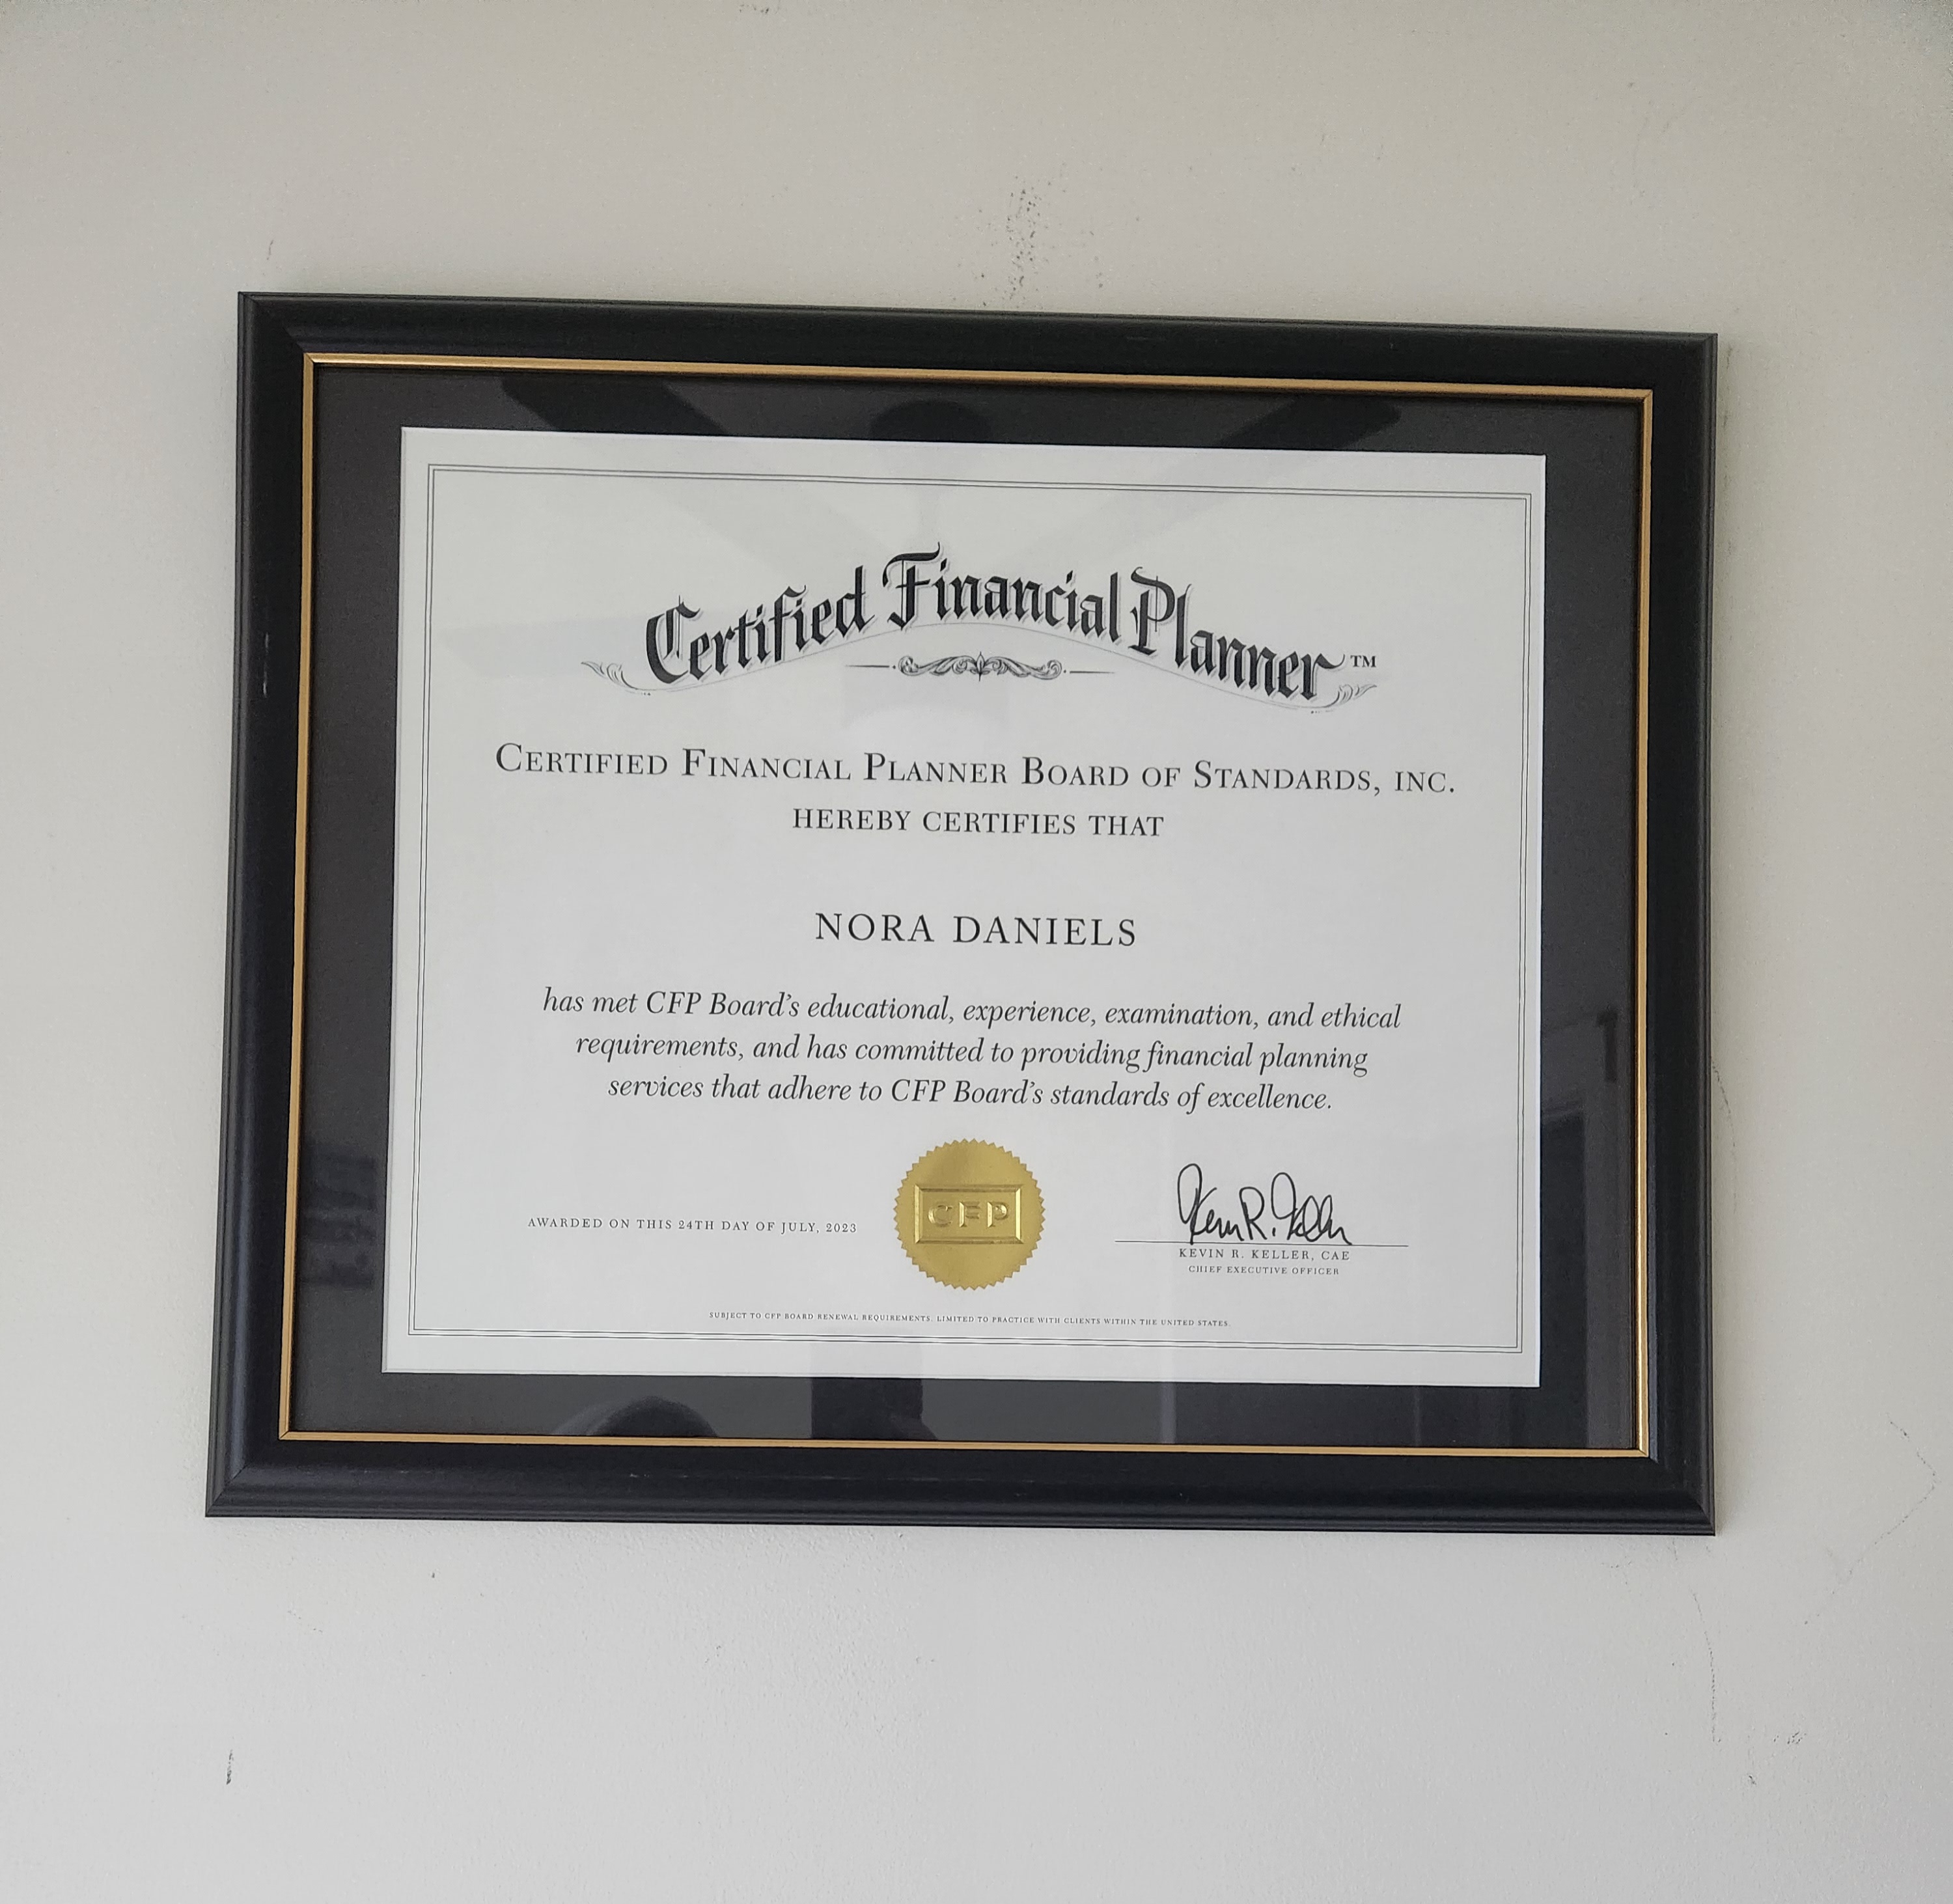 Certified Financial Planner™
CERTIFIED FINANCIAL PLANNER BOARD OF STANDARDS, INC.
HEREBY CERTIFIES THAT
NORA DANIELS
has met CFP Board's educational, experience, examination, and ethical
requirements, and has committed to providing financial planning
services that adhere to CFP Board's standards of excellence.
AWARDED ON THIS 24TH DAY OF JULY, 2023
CFP
Kevin R. Keller
KEVIN R. KELLER, CAE
CHIEF EXECUTIVE OFFICER
SUBJECT TO CFP BOARD RENEWAL REQUIREMENTS. LIMITED TO PRACTICE WITH CLIENTS WITHIN THE UNITED STATES.